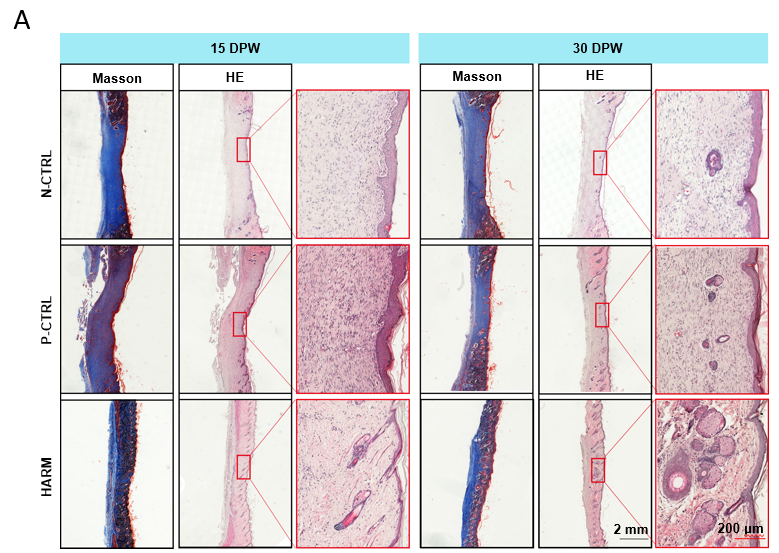 A
15 DPW 30 DPW
Masson HE Masson HE
N-CTRL
P-CTRL
HARM
2 mm 200 µm